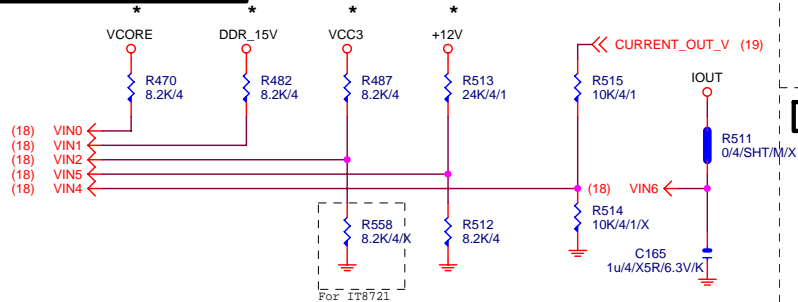 * * * *
VCORE DDR_15V VCC3 +12V
CURRENT_OUT_V (19)
R470
8.2K/4
R482
8.2K/4
R487
8.2K/4
R513
24K/4/1
R515
10K/4/1
IOUT
R511
0/4/SHT/M/X
(18) VIN0
(18) VIN1
(18) VIN2
(18) VIN5
(18) VIN4
(18) VIN6
R558
8.2K/4/X
R512
8.2K/4
R514
10K/4/1/X
C165
1u/4/X5R/6.3V/K
For IT8721